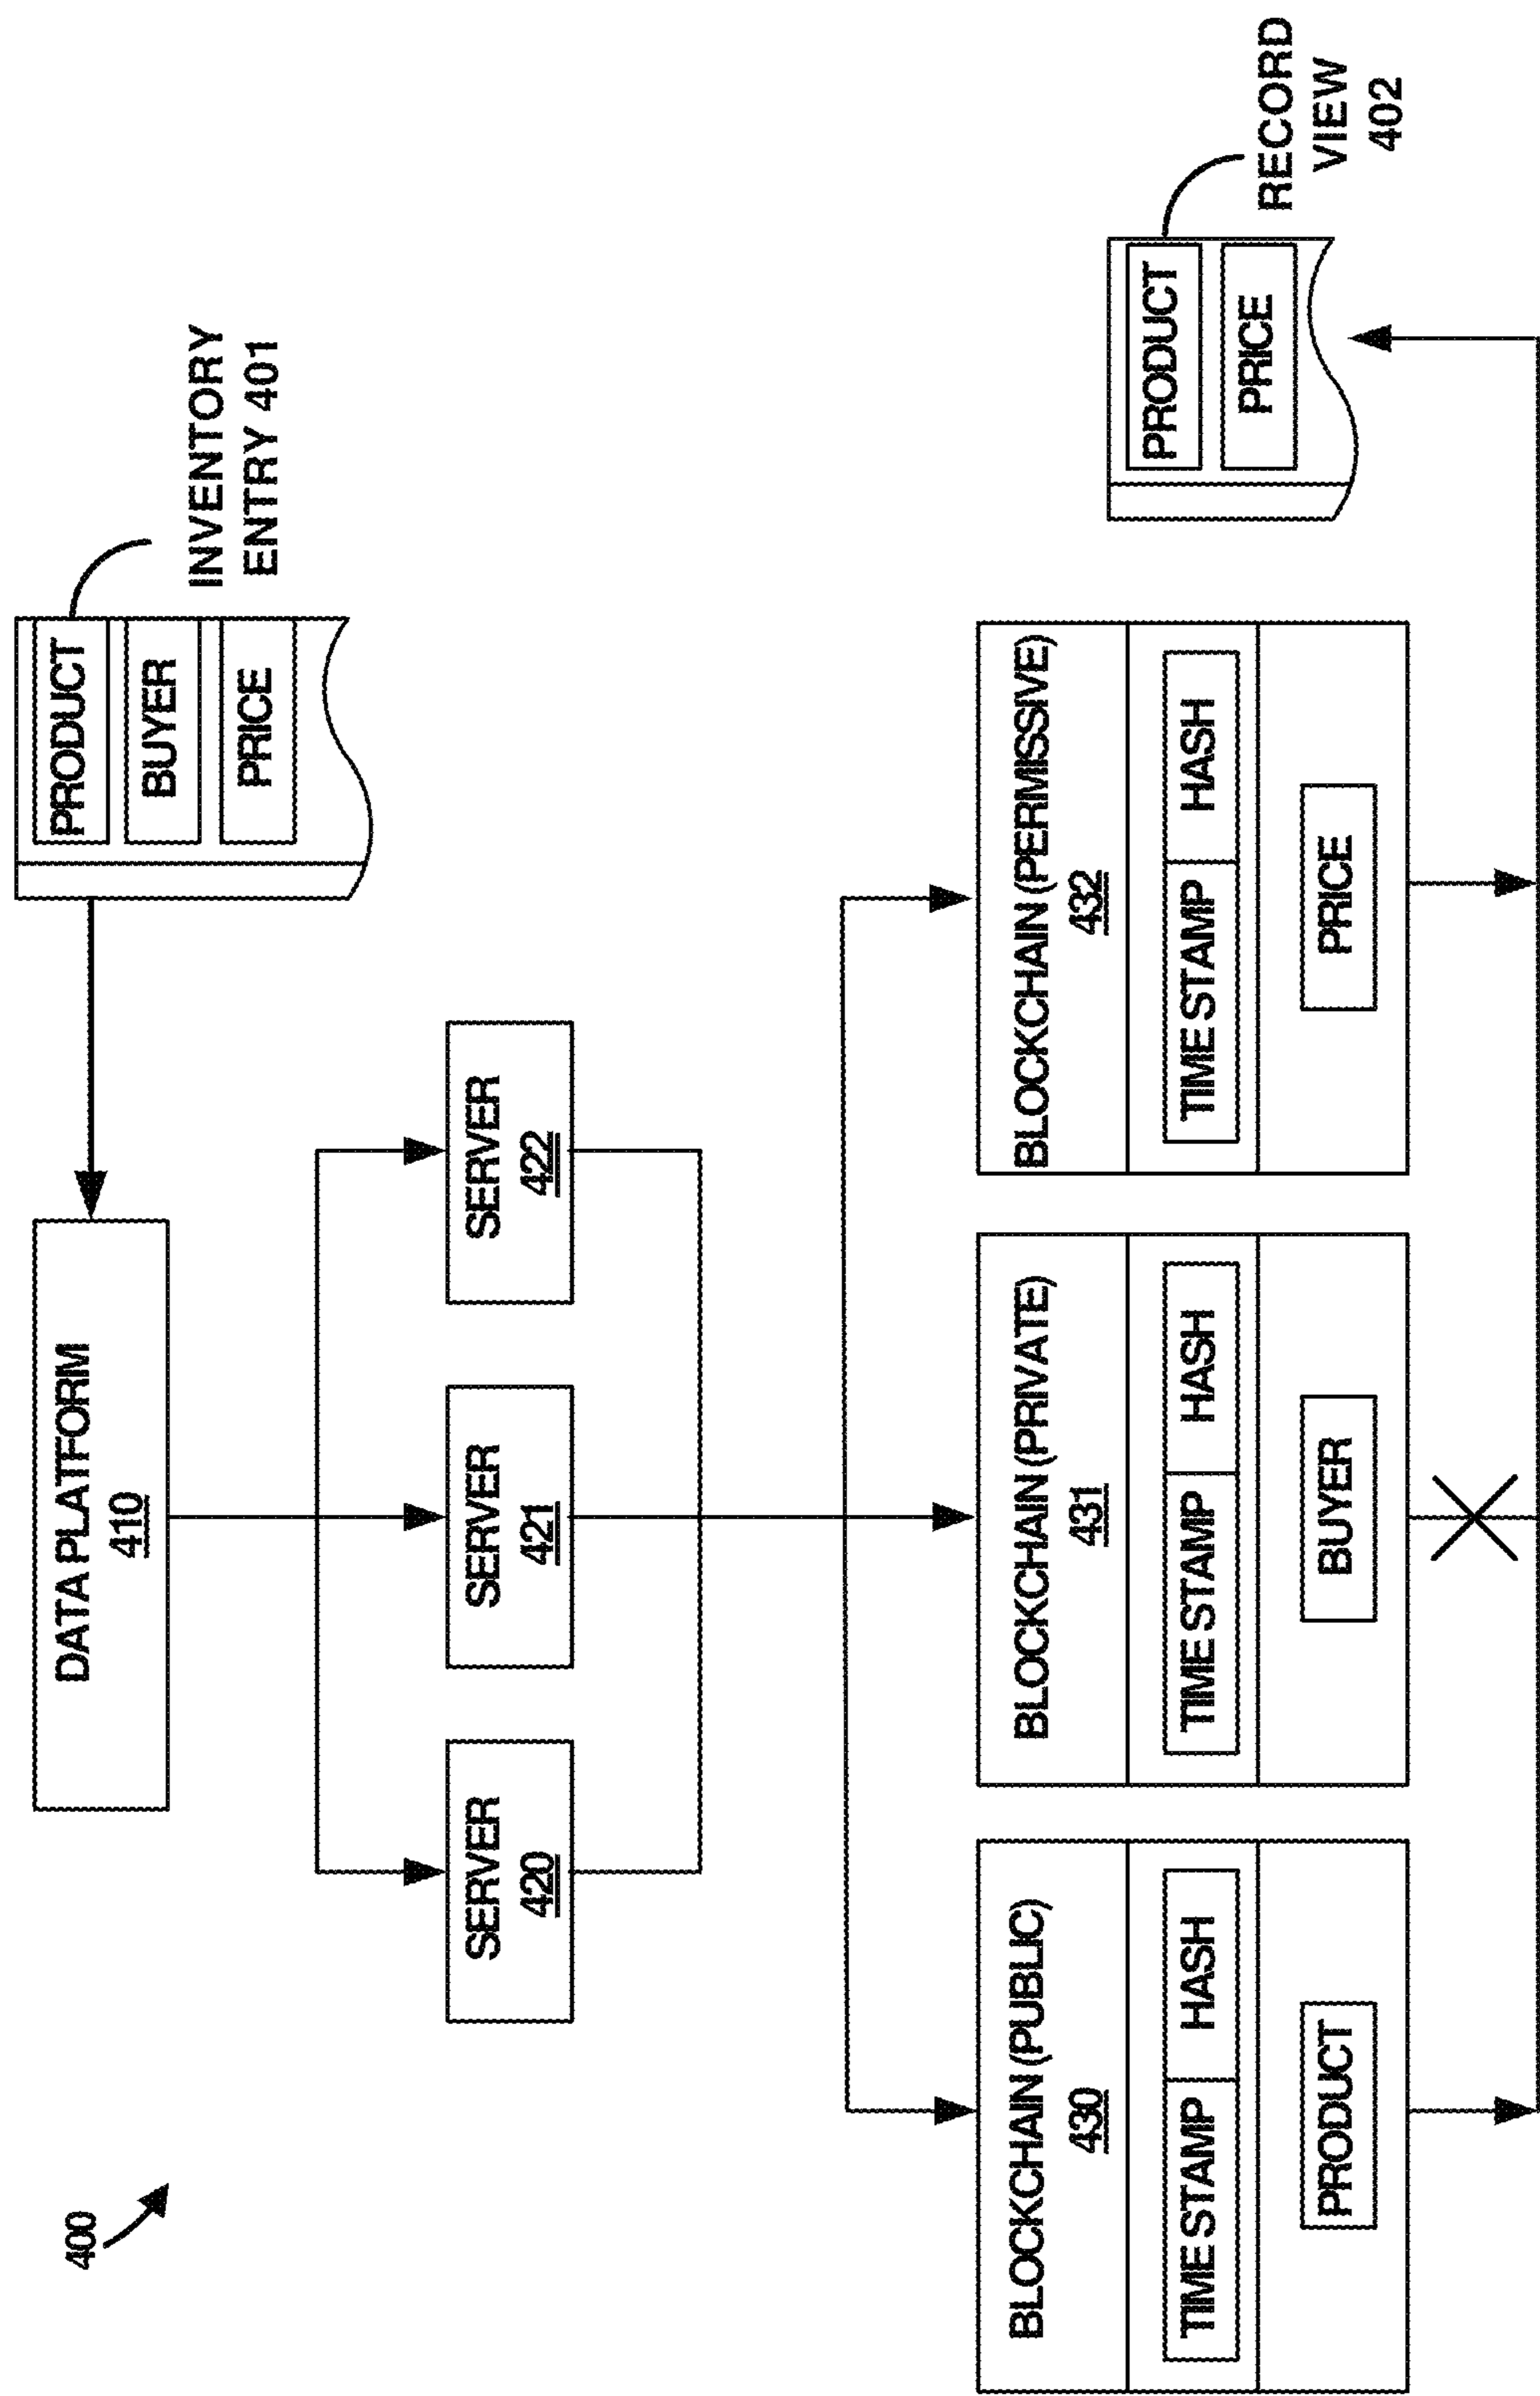 400
DATA PLATFORM
410
PRODUCT
BUYER
PRICE
INVENTORY
ENTRY 401
SERVER
420
SERVER
421
SERVER
422
BLOCKCHAIN (PUBLIC)
430
TIME STAMP
HASH
PRODUCT
BLOCKCHAIN (PRIVATE)
431
TIME STAMP
HASH
BUYER
BLOCKCHAIN (PERMISSIVE)
432
TIME STAMP
HASH
PRICE
PRODUCT
PRICE
RECORD
VIEW
402